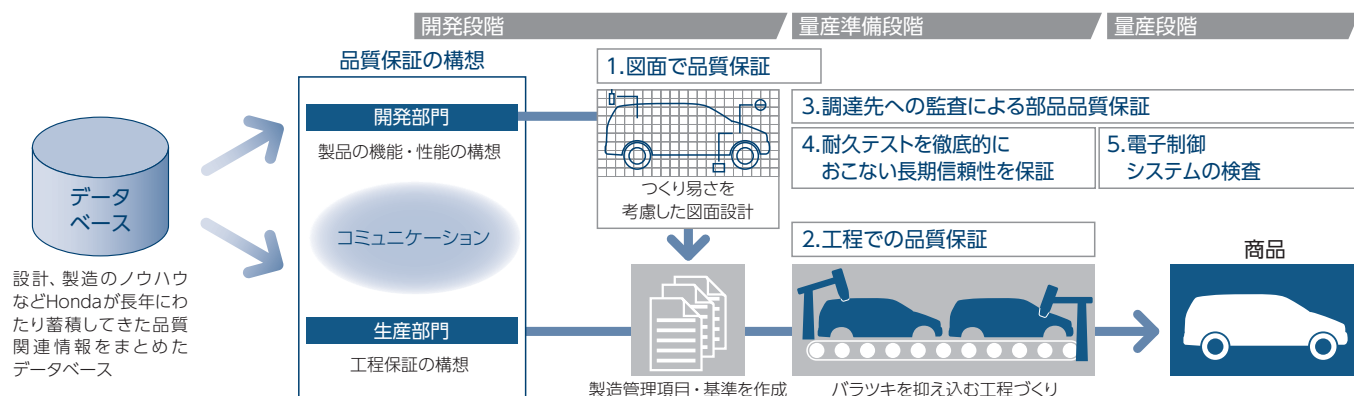 開発段階
量産準備段階
量産段階
品質保証の構想
開発部門
製品の機能・性能の構想
コミュニケーション
生産部門
工程保証の構想
データ
ベース
設計、製造のノウハウ
などHondaが長年にわ
たり蓄積してきた品質
関連情報をまとめた
データベース
1.図面で品質保証
つくり易さを
考慮した図面設計
製造管理項目・基準を作成
3.調達先への監査による部品品質保証
4.耐久テストを徹底的に
おこない長期信頼性を保証
5.電子制御
システムの検査
2.工程での品質保証
バラツキを抑え込む工程づくり
商品